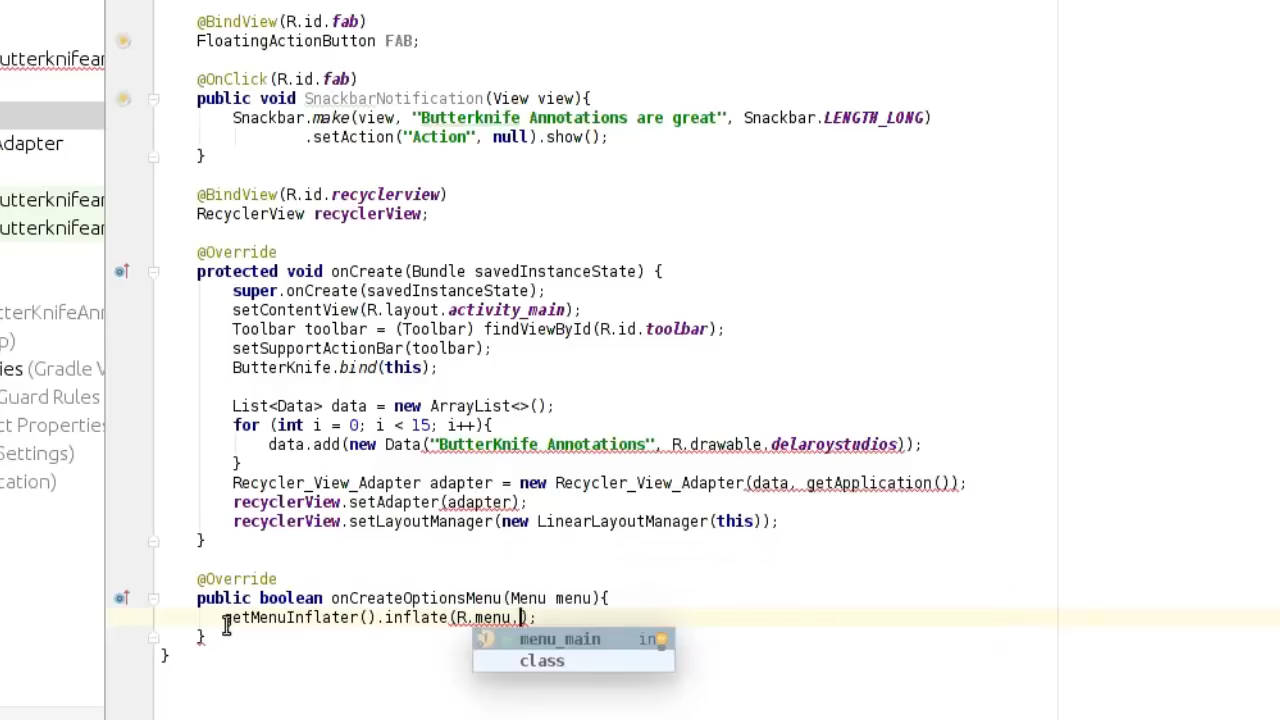 @BindView(R.id.fab)
FloatingActionButton FAB;
@OnClick(R.id.fab)
public void SnackbarNotification(View view){
Snackbar.make(view, "Butterknife Annotations are great", Snackbar.LENGTH_LONG)
.setAction("Action", null).show();
}
@BindView(R.id.recyclerview)
RecyclerView recyclerView;
@Override
protected void onCreate(Bundle savedInstanceState) {
super.onCreate(savedInstanceState);
setContentView(R.layout.activity_main);
Toolbar toolbar = (Toolbar) findViewById(R.id.toolbar);
setSupportActionBar(toolbar);
ButterKnife.bind(this);
List<Data> data = new ArrayList<>();
for (int i = 0; i < 15; i++){
data.add(new Data("ButterKnife Annotations", R.drawable.delaroystudios));
}
Recycler_View_Adapter adapter = new Recycler_View_Adapter(data, getApplication());
recyclerView.setAdapter(adapter);
recyclerView.setLayoutManager(new LinearLayoutManager(this));
}
@Override
public boolean onCreateOptionsMenu(Menu menu){
getMenuInflater().inflate(R.menu.);
}
}
menu_main in
class
utterknifear
Adapter
utterknifear
utterknifear
tterKnifeAnn
p)
ies (Gradle V
Guard Rules
ct Properties
Settings)
cation)